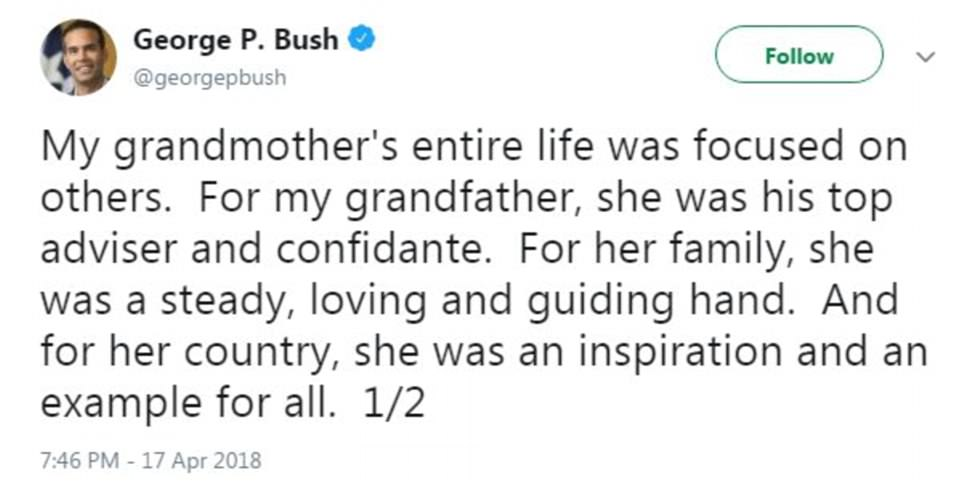 George P. Bush
@georgepbush
Follow
My grandmother's entire life was focused on
others.  For my grandfather, she was his top
adviser and confidante.  For her family, she
was a steady, loving and guiding hand.  And
for her country, she was an inspiration and an
example for all.  1/2
7:46 PM - 17 Apr 2018